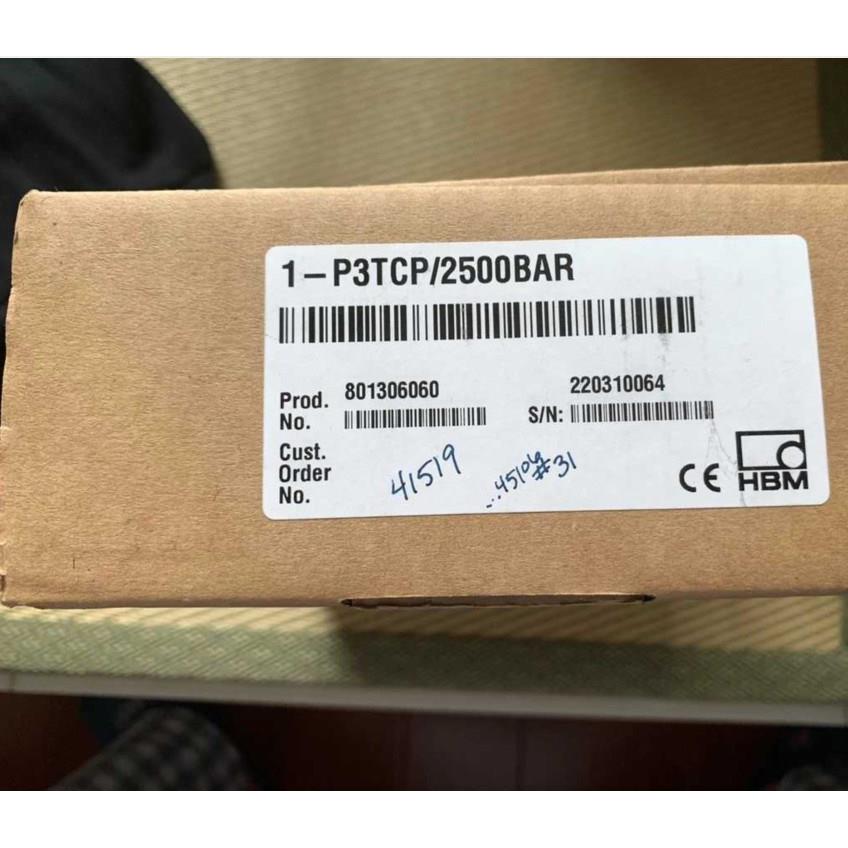 1-P3TCP/2500BAR
Prod. No. 801306060
S/N: 220310064
Cust. Order No. 41519
#31
CE HBM